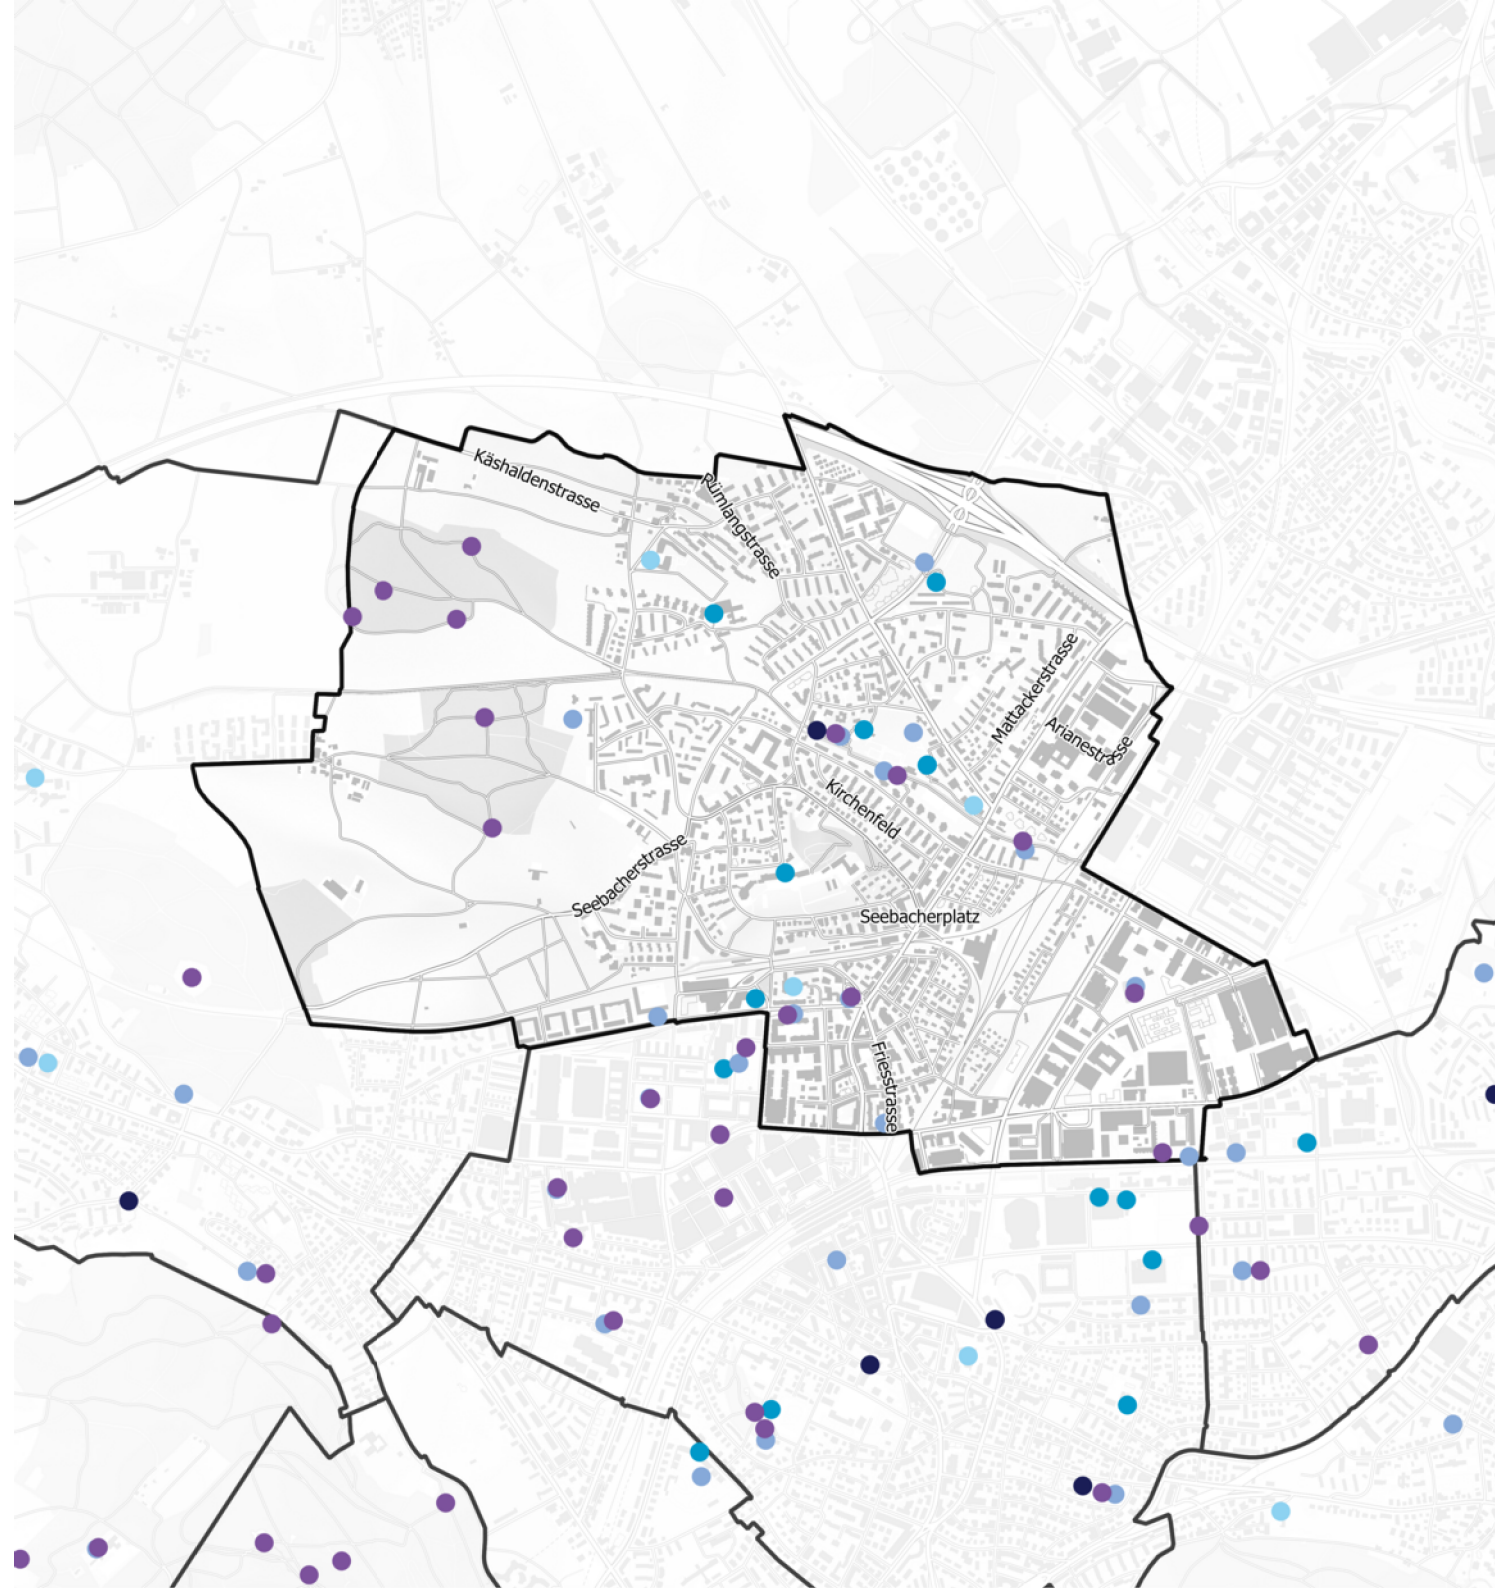 Käshaldenstrasse
Rümlangstrasse
Mattackerstrasse
Arianestrasse
Kirchenfeld
Seebacherstrasse
Seebacherplatz
Friesstrasse